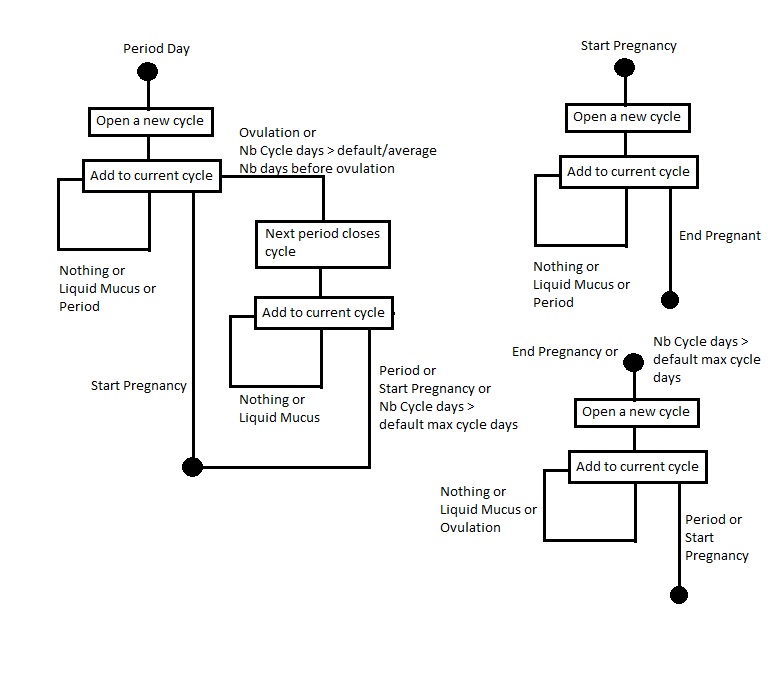 Period Day
Open a new cycle
Add to current cycle
Nothing or
Liquid Mucus or
Period
Ovulation or
Nb Cycle days > default/average
Nb days before ovulation
Next period closes
cycle
Add to current cycle
Nothing or
Liquid Mucus
Period or
Start Pregnancy or
Nb Cycle days >
default max cycle days
Start Pregnancy
Start Pregnancy
Open a new cycle
Add to current cycle
Nothing or
Liquid Mucus or
Period
End Pregnant
End Pregnancy or
Nb Cycle days >
default max cycle
days
Open a new cycle
Add to current cycle
Nothing or
Liquid Mucus or
Ovulation
Period or
Start
Pregnancy